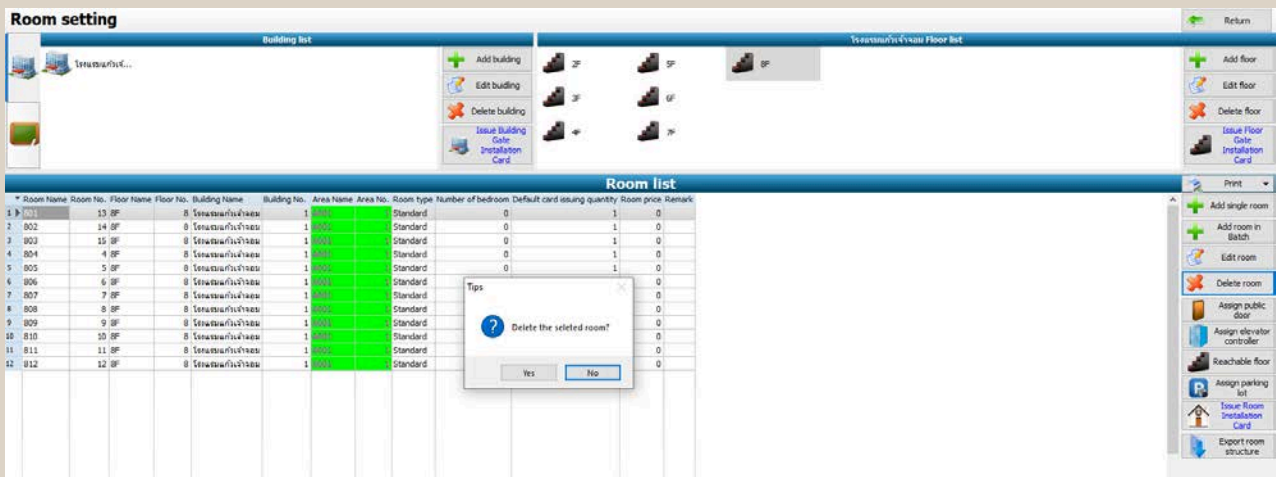 Room setting
Return
Building list
โรงแรมแก้วเจ้าจอม Floor list
โรงแรมแก้วเจ้...
Add building
Edit buidling
Delete building
Issue Building
Gate
Installation
Card
2F
3F
4F
5F
6F
7F
8F
Add floor
Edit floor
Delete floor
Issue Floor
Gate
Installation
Card
Room list
Print
Room Name Room No. Floor Name Floor No. Building Name Building No. Area Name Area No. Room type Number of bedroom Default card issuing quantity Room price Remark
1 801 13 8F 8 โรงแรมแก้วเจ้าจอม 1 Standard 0 1 0
2 802 14 8F 8 โรงแรมแก้วเจ้าจอม 1 Standard 0 1 0
3 803 15 8F 8 โรงแรมแก้วเจ้าจอม 1 Standard 0 1 0
4 804 4 8F 8 โรงแรมแก้วเจ้าจอม 1 Standard 0 1 0
5 805 5 8F 8 โรงแรมแก้วเจ้าจอม 1 Standard 0 1 0
6 806 6 8F 8 โรงแรมแก้วเจ้าจอม 1 Standard 0
7 807 7 8F 8 โรงแรมแก้วเจ้าจอม 1 Standard 0
8 808 8 8F 8 โรงแรมแก้วเจ้าจอม 1 Standard 0
9 809 9 8F 8 โรงแรมแก้วเจ้าจอม 1 Standard 0
10 810 10 8F 8 โรงแรมแก้วเจ้าจอม 1 Standard 0
11 811 11 8F 8 โรงแรมแก้วเจ้าจอม 1 Standard 0
12 812 12 8F 8 โรงแรมแก้วเจ้าจอม 1 Standard 0
Tips
Delete the seleted room?
Yes
No
Add single room
Add room in
Batch
Edit room
Delete room
Assign public
door
Assign elevator
controller
Reachable floor
Assign parking
lot
Issue Room
Installation
Card
Export room
structure